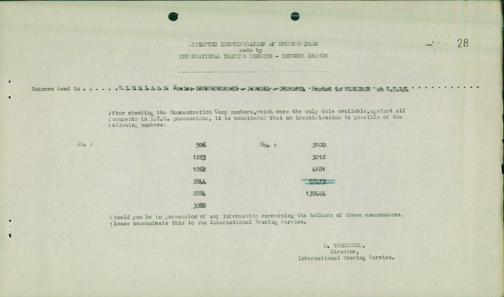 28
ATTEMPTED IDENTIFICATION of UNKNOWN DEAD
made by
INTERNATIONAL TRACING SERVICE - RECORDS BRANCH
Unknown dead in
After checking the Concentration Camp numbers, which were the only data available, against all
documents in I.T.S. possession, it is considered that no identification is possible of the
following numbers:
No. : 506 No. : 3100
1223 3212
1262 4181
2844
2884 138444
3088
Should you be in possession of any information concerning the holders of these campnumbers,
please communicate this to the International Tracing Service.
Director,
International Tracing Service.